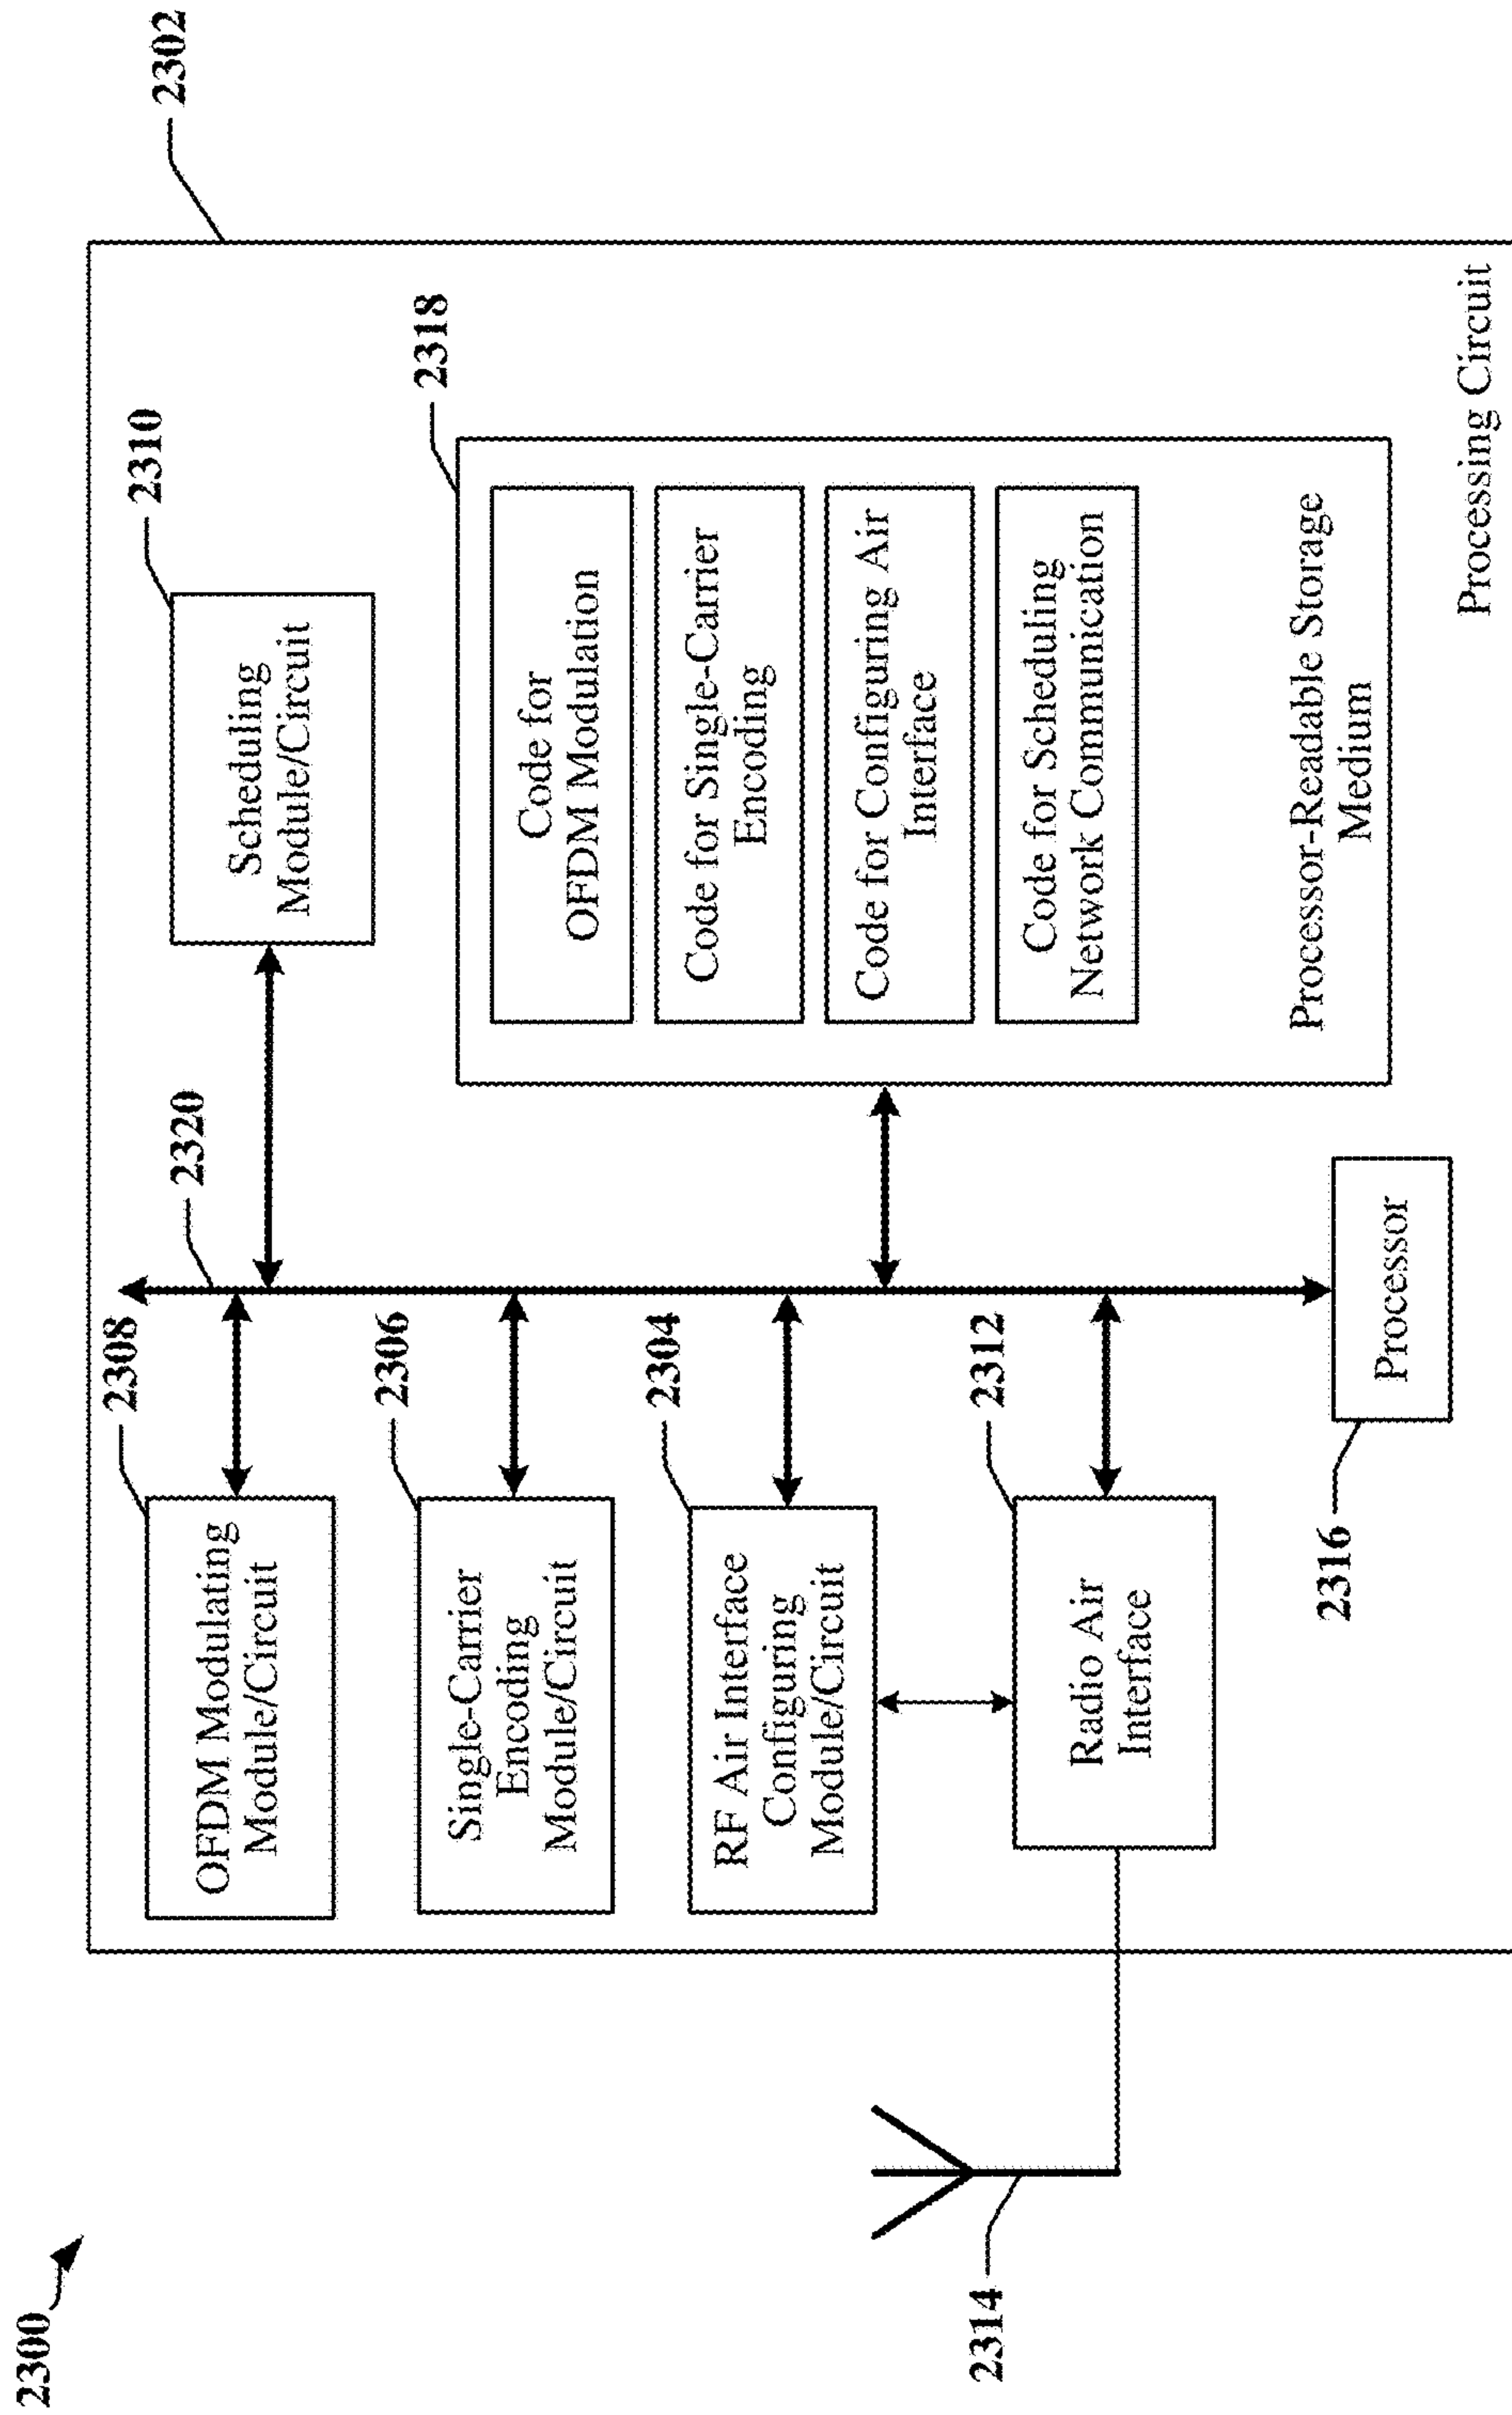 2300
2302
2308
OFDM Modulating
Module/Circuit
2320
2310
Scheduling
Module/Circuit
2306
Single-Carrier
Encoding
Module/Circuit
2318
Code for
OFDM Modulation
Code for Single-Carrier
Encoding
Code for Configuring Air
Interface
Code for Scheduling
Network Communication
Processor-Readable Storage
Medium
2304
RF Air Interface
Configuring
Module/Circuit
2312
Radio Air
Interface
2314
2316
Processor
Processing Circuit